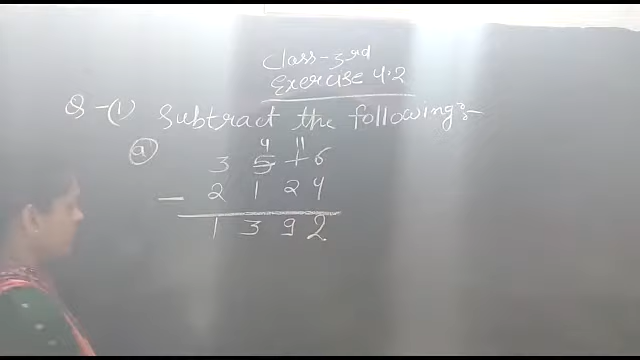 Class-3rd
Exercise 4.2
Q-(1) Subtract the following:-
(a)
4 11
3 5 1 6
- 2 1 2 4
1 3 9 2